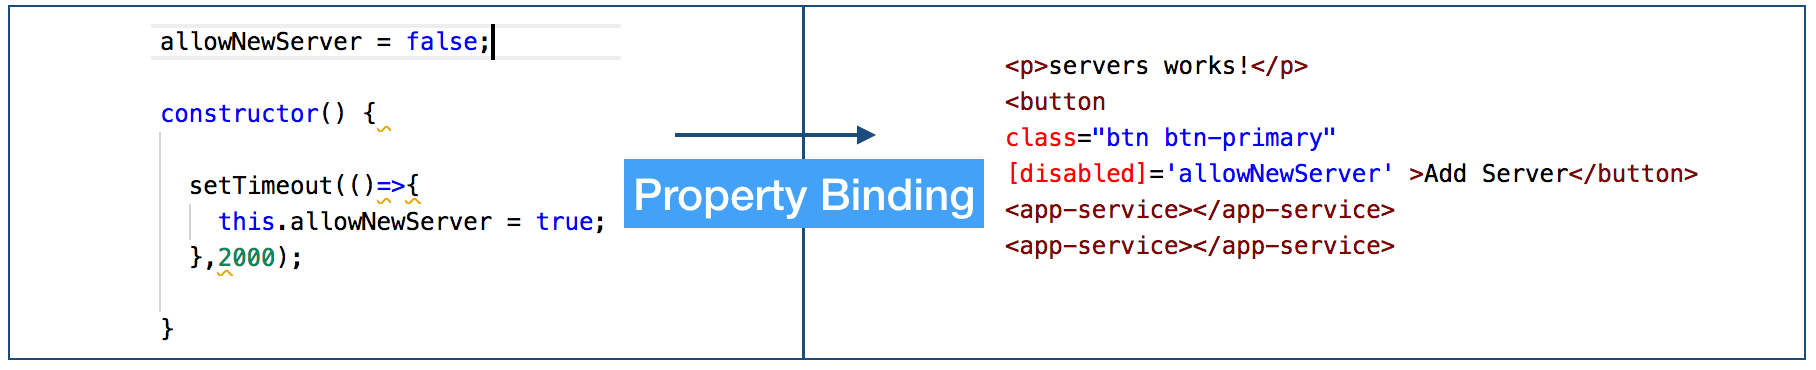 allowNewServer = false;
constructor() {
setTimeout(()=>{
this.allowNewServer = true;
},2000);
}
Property Binding
<p>servers works!</p>
<button
class="btn btn-primary"
[disabled]='allowNewServer' >Add Server</button>
<app-service></app-service>
<app-service></app-service>